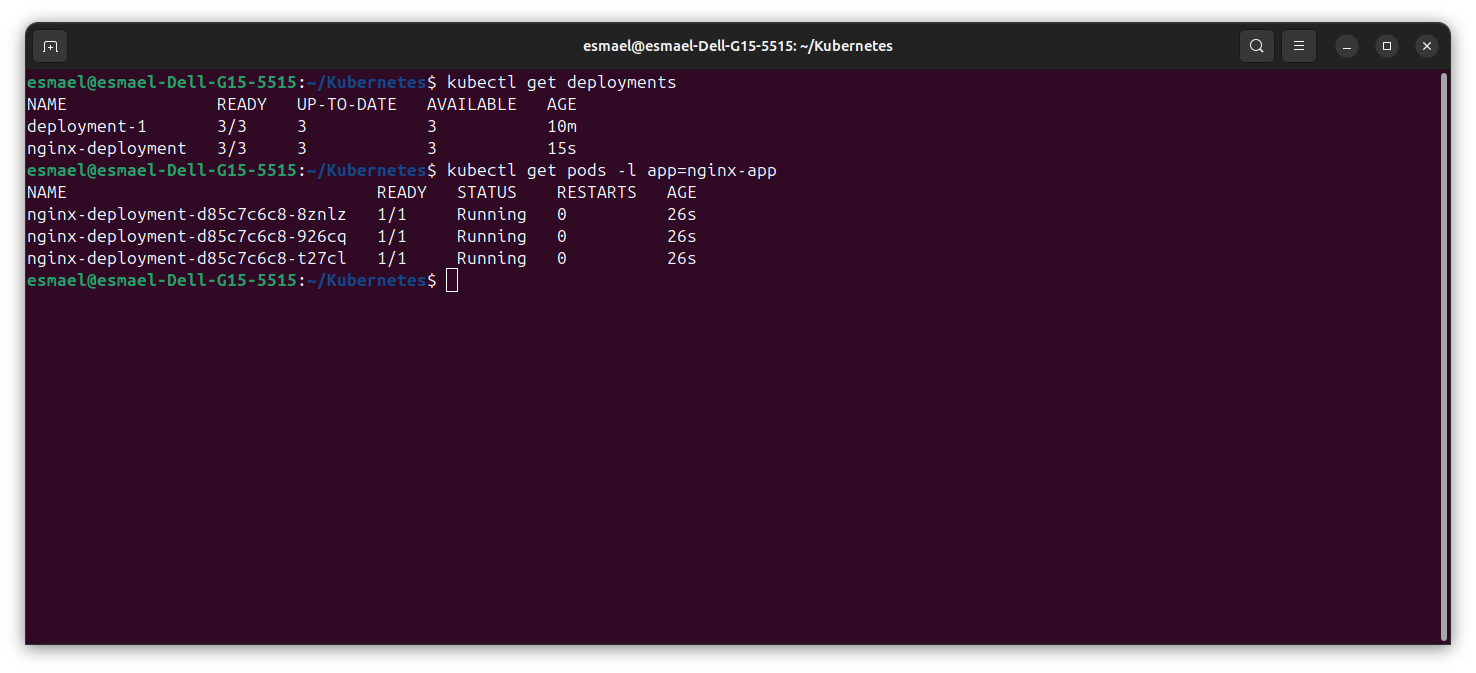 esmael@esmael-Dell-G15-5515: ~/Kubernetes
esmael@esmael-Dell-G15-5515:~/Kubernetes$ kubectl get deployments
NAME               READY   UP-TO-DATE   AVAILABLE   AGE
deployment-1       3/3     3            3           10m
nginx-deployment   3/3     3            3           15s
esmael@esmael-Dell-G15-5515:~/Kubernetes$ kubectl get pods -l app=nginx-app
NAME                               READY   STATUS    RESTARTS   AGE
nginx-deployment-d85c7c6c8-8znlz   1/1     Running   0          26s
nginx-deployment-d85c7c6c8-926cq   1/1     Running   0          26s
nginx-deployment-d85c7c6c8-t27cl   1/1     Running   0          26s
esmael@esmael-Dell-G15-5515:~/Kubernetes$